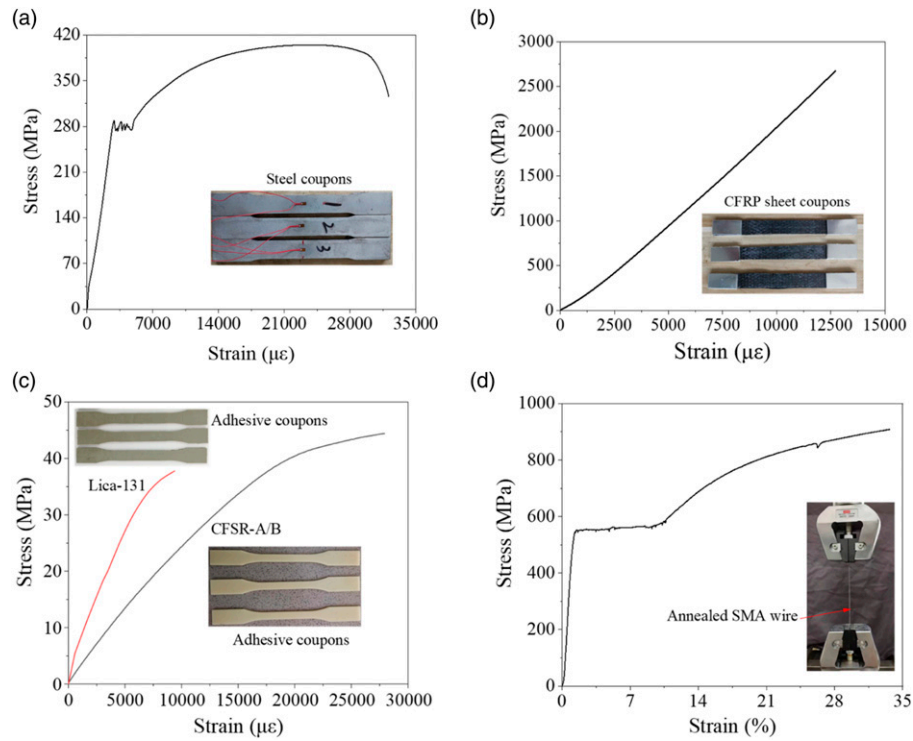 (a)
420
350
280
210
140
70
0
Stress (MPa)
Steel coupons
1
2
3
0 7000 14000 21000 28000 35000
Strain (με)
(b)
3000
2500
2000
1500
1000
500
0
Stress (MPa)
CFRP sheet coupons
0 2500 5000 7500 10000 12500 15000
Strain (με)
(c)
50
40
30
20
10
0
Stress (MPa)
Adhesive coupons
Lica-131
CFSR-A/B
Adhesive coupons
0 5000 10000 15000 20000 25000 30000
Strain (με)
(d)
1000
800
600
400
200
0
Stress (MPa)
Annealed SMA wire
0 7 14 21 28 35
Strain (%)